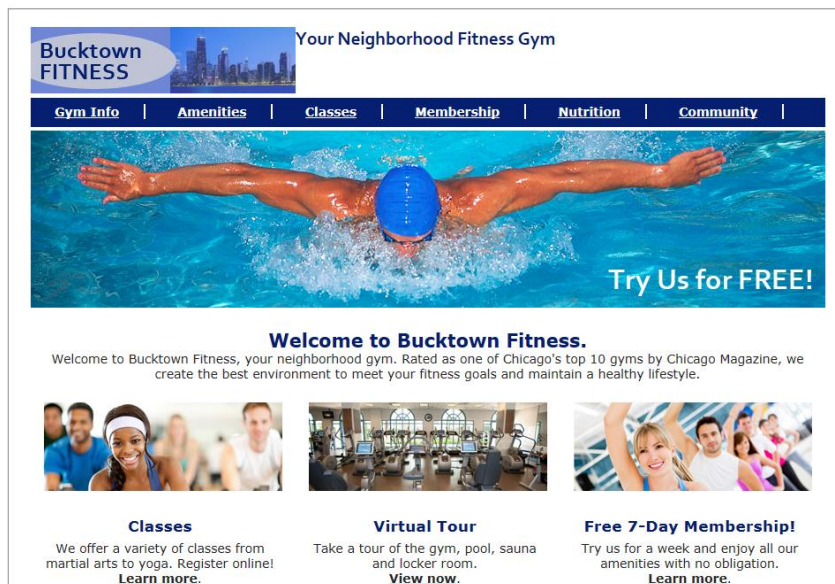 Bucktown
FITNESS
Your Neighborhood Fitness Gym
Gym Info
Amenities
Classes
Membership
Nutrition
Community
Try Us for FREE!
Welcome to Bucktown Fitness.
Welcome to Bucktown Fitness, your neighborhood gym. Rated as one of Chicago's top 10 gyms by Chicago Magazine, we
create the best environment to meet your fitness goals and maintain a healthy lifestyle.
Classes
We offer a variety of classes from
martial arts to yoga. Register online!
Learn more.
Virtual Tour
Take a tour of the gym, pool, sauna
and locker room.
View now.
Free 7-Day Membership!
Try us for a week and enjoy all our
amenities with no obligation.
Learn more.